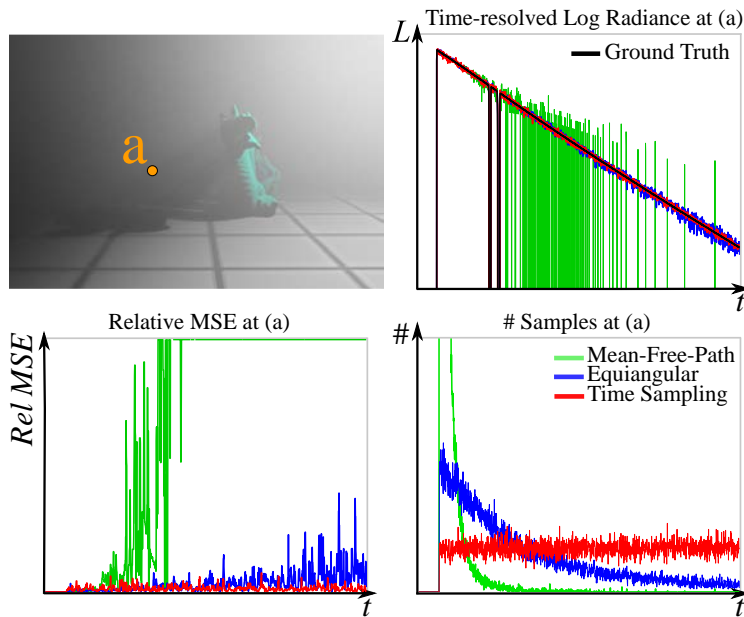 Time-resolved Log Radiance at (a)
L
Ground Truth
a
t
Relative MSE at (a)
Rel MSE
t
# Samples at (a)
#
Mean-Free-Path
Equiangular
Time Sampling
t